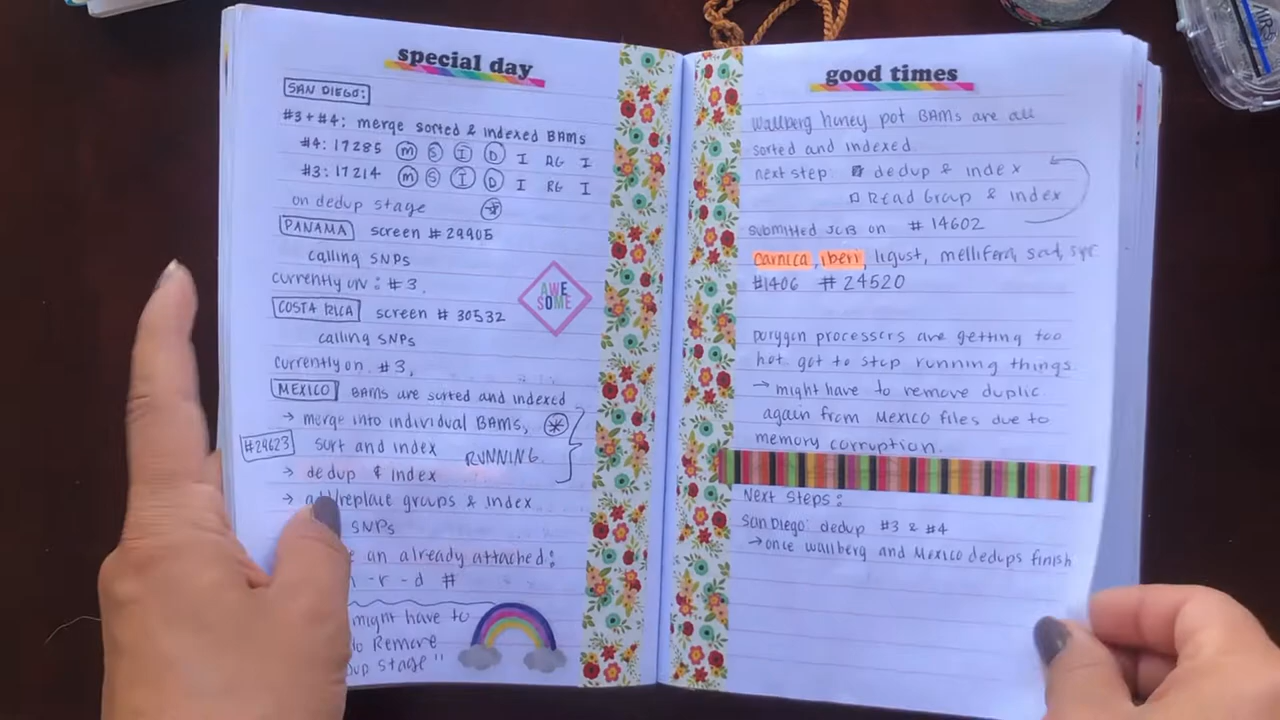 special day
SAN DIEGO:
#3 + #4: merge sorted & indexed BAMs
#4: 17285 M S I D I RG I
#3: 17214 M S I D I RG I
on dedup stage
PANAMA screen # 29905
calling SNPs
currently on: #3.
COSTA RICA screen # 30532
calling SNPs
currently on. #3,
AWE
SOME
MEXICO BAMs are sorted and indexed
→ merge into individual BAMs,
#29623 sort and index RUNNING.
→ dedup & index
→ add/replace groups & index
SNPs
an already attached:
-r -d #
might have to
to Remove
stage"
good times
Wallberg honey pot BAMs are all
sorted and indexed.
next step dedup & index
□ Read Group & index
submitted JOB on # 14602
carnica, iberi, ligust, mellifera,
#1406 # 24520
porygon processers are getting too
hot. got to stop running things.
→ might have to remove duplic
again from MEXICO files due to
memory corruption.
Next Steps:
San Diego: dedup #3 & #4
→ once wallberg and Mexico dedups finish